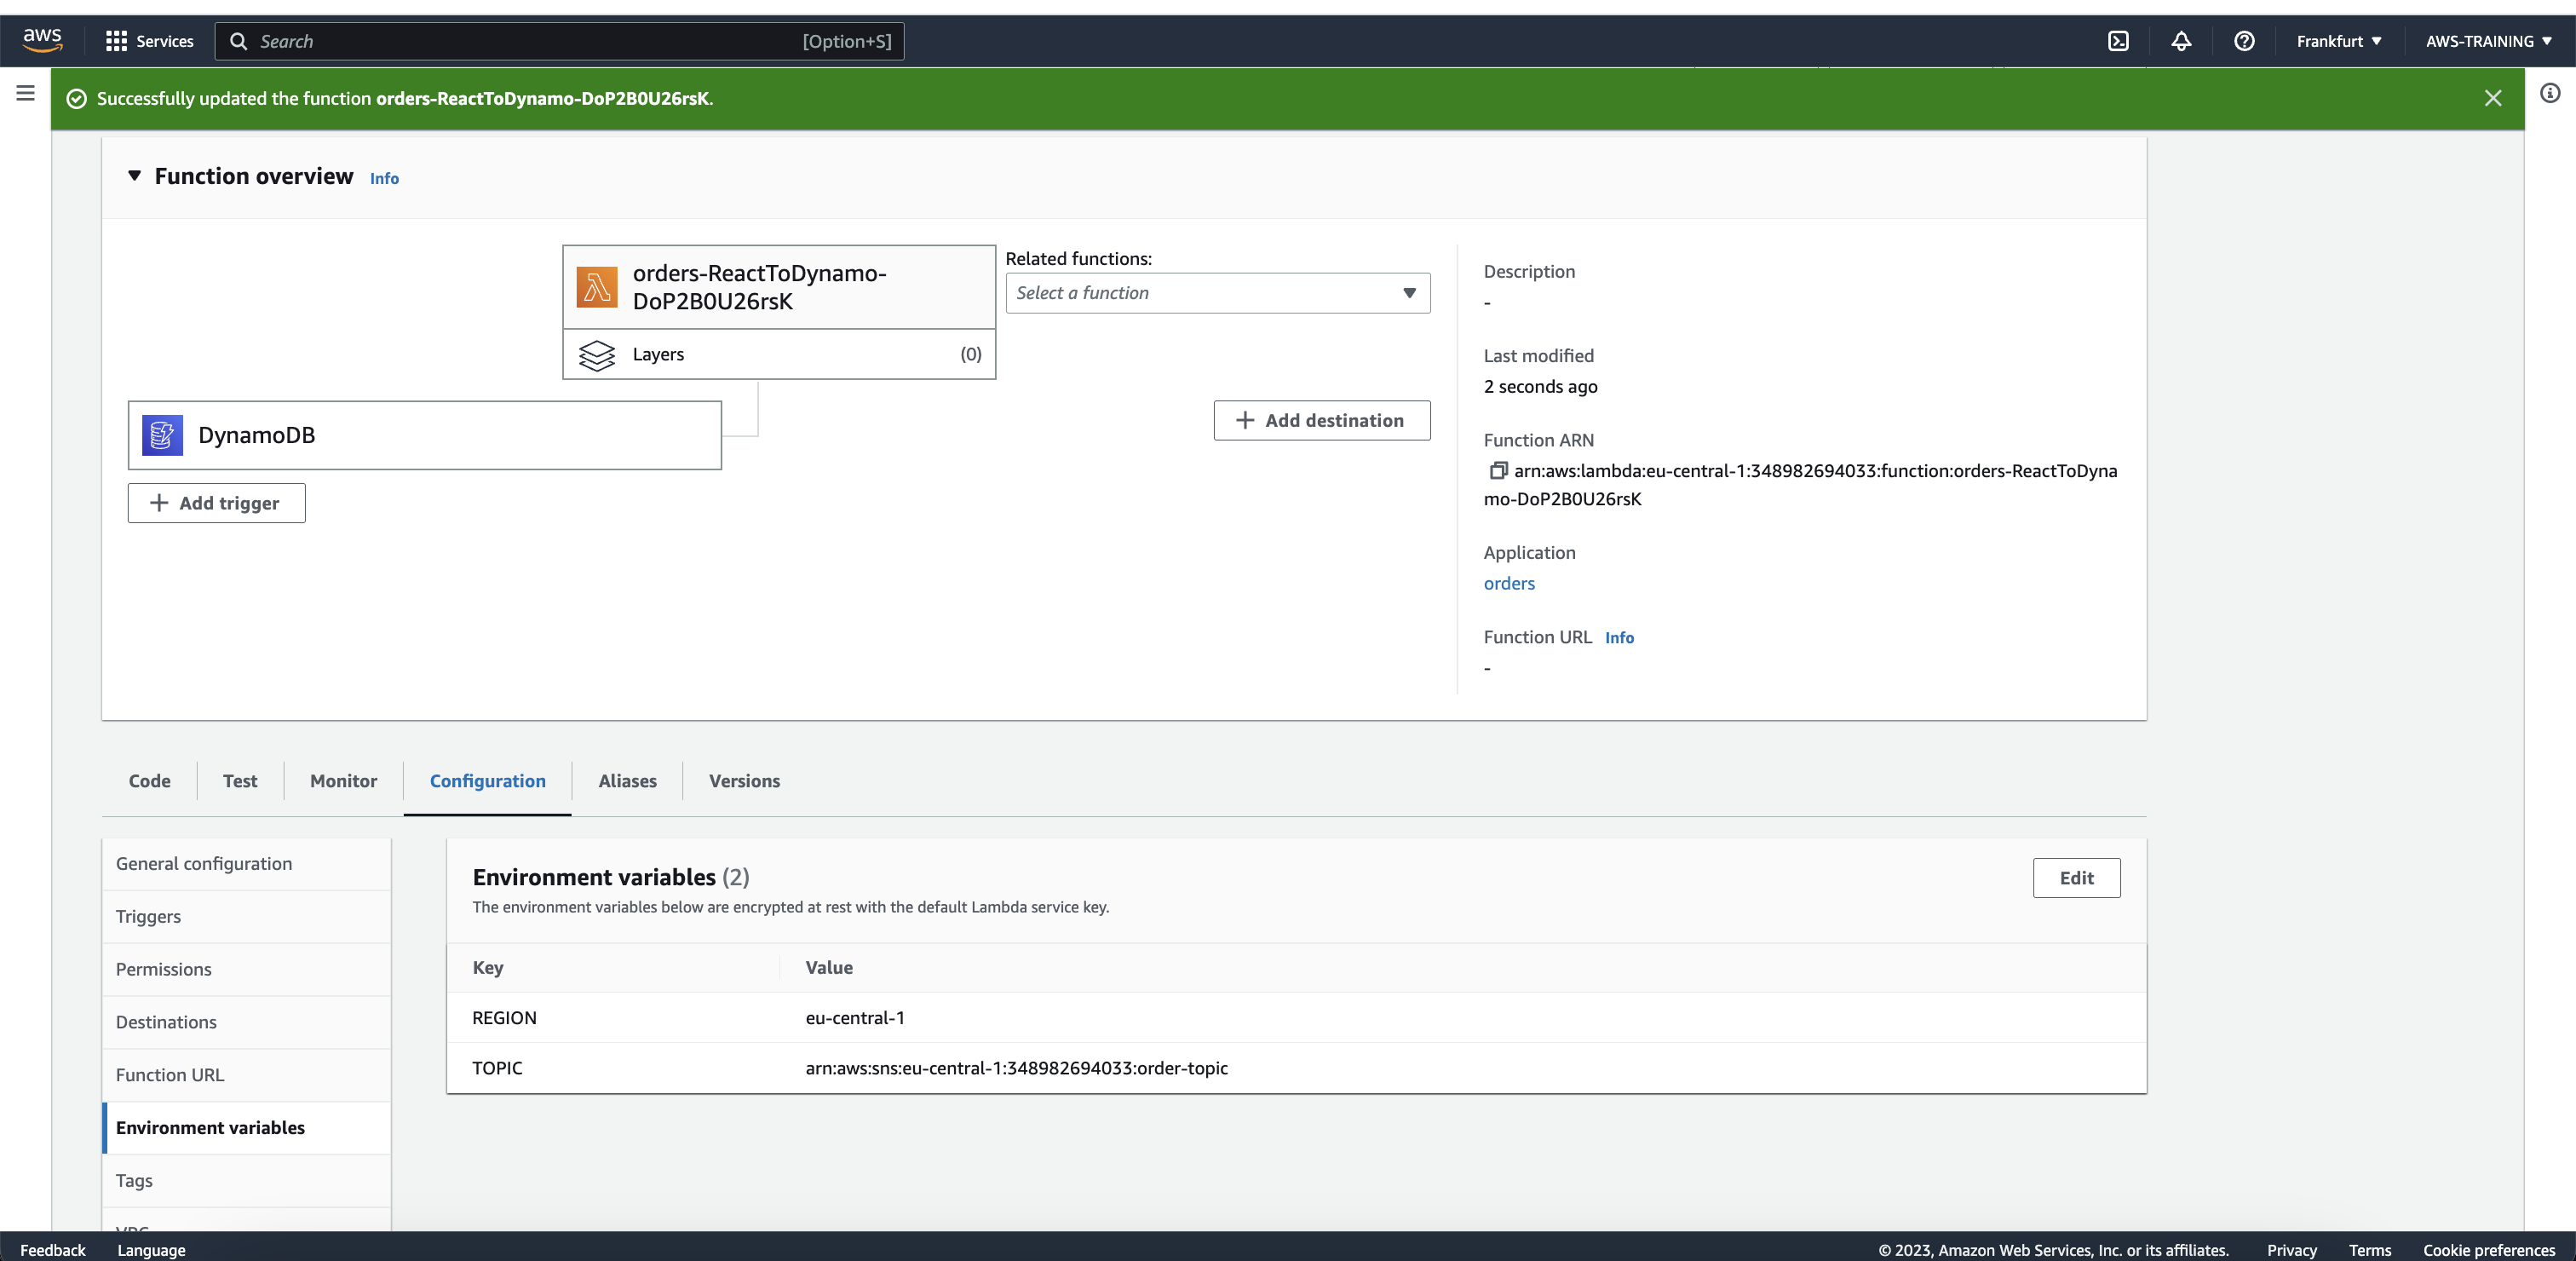 aws
Services
Search
[Option+S]
Frankfurt
AWS-TRAINING
Successfully updated the function orders-ReactToDynamo-DoP2B0U26rsK.
Function overview
Info
orders-ReactToDynamo-
DoP2B0U26rsK
Layers
(0)
DynamoDB
+ Add trigger
Related functions:
Select a function
+ Add destination
Description
-
Last modified
2 seconds ago
Function ARN
arn:aws:lambda:eu-central-1:348982694033:function:orders-ReactToDyna
mo-DoP2B0U26rsK
Application
orders
Function URL Info
-
Code
Test
Monitor
Configuration
Aliases
Versions
General configuration
Triggers
Permissions
Destinations
Function URL
Environment variables
Tags
VPC
Environment variables (2)
The environment variables below are encrypted at rest with the default Lambda service key.
Edit
Key
Value
REGION
eu-central-1
TOPIC
arn:aws:sns:eu-central-1:348982694033:order-topic
Feedback
Language
© 2023, Amazon Web Services, Inc. or its affiliates.
Privacy
Terms
Cookie preferences